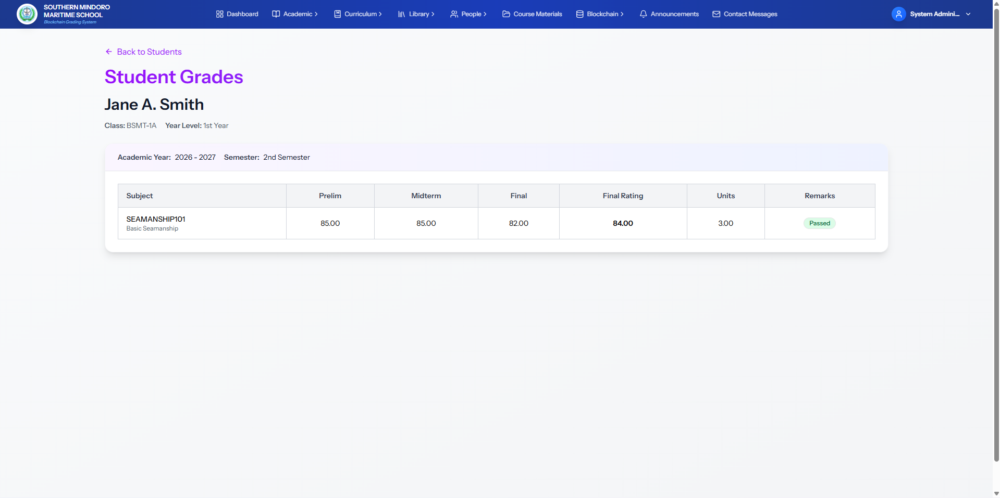 SOUTHERN MINDORO
MARITIME SCHOOL
Blockchain Grading System
Dashboard
Academic
Curriculum
Library
People
Course Materials
Blockchain
Announcements
Contact Messages
System Admini...
Back to Students
Student Grades
Jane A. Smith
Class: BSMT-1A Year Level: 1st Year
Academic Year: 2026 - 2027 Semester: 2nd Semester
Subject Prelim Midterm Final Final Rating Units Remarks
SEAMANSHIP101
Basic Seamanship
85.00 85.00 82.00 84.00 3.00 Passed